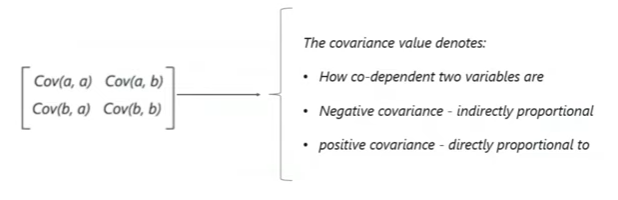 Cov(a, a) Cov(a, b)
Cov(b, a) Cov(b, b)
The covariance value denotes:
• How co-dependent two variables are
• Negative covariance - indirectly proportional
• positive covariance - directly proportional to